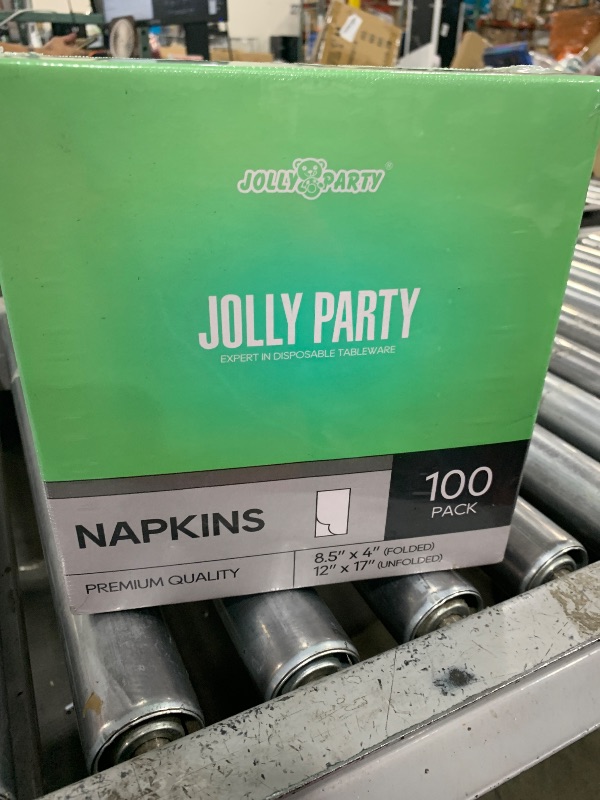 JOLLY PARTY®
JOLLY PARTY
EXPERT IN DISPOSABLE TABLEWARE
NAPKINS
100
PACK
PREMIUM QUALITY
8.5" x 4" (FOLDED)
12" x 17" (UNFOLDED)